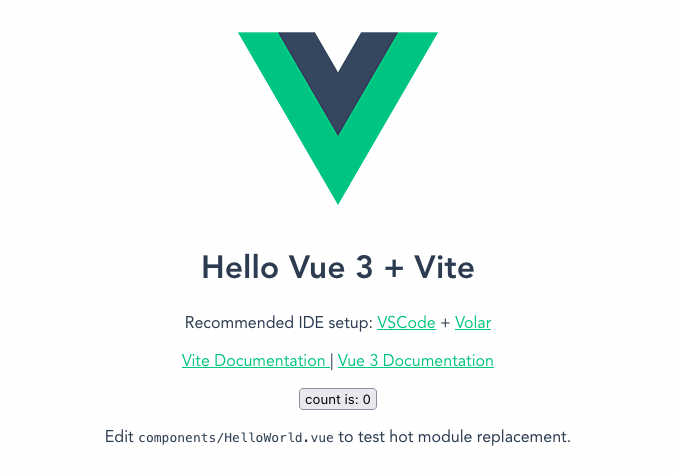 Hello Vue 3 + Vite
Recommended IDE setup: VSCode + Volar
Vite Documentation | Vue 3 Documentation
count is: 0
Edit components/HelloWorld.vue to test hot module replacement.